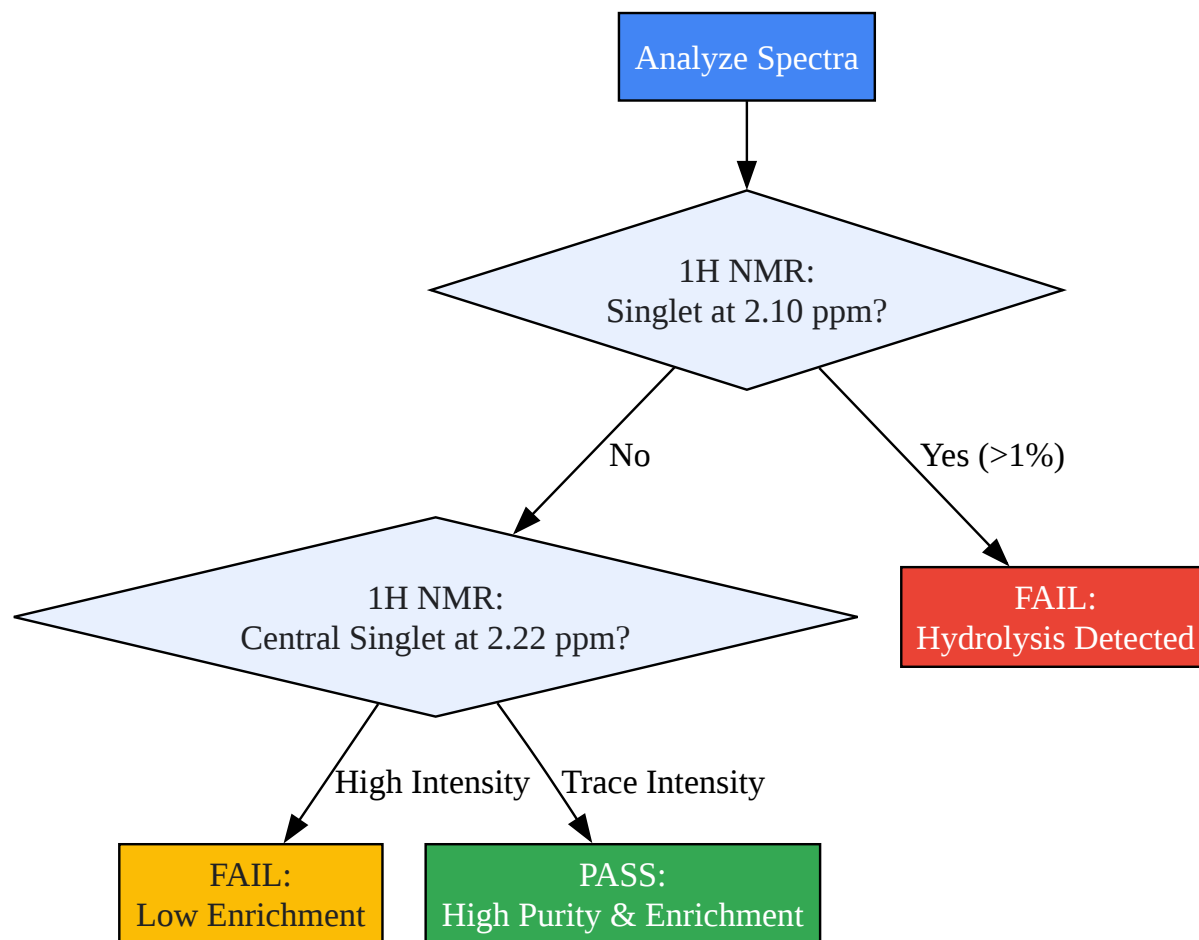 Analyze Spectra
1H NMR:
Singlet at 2.10 ppm?
No
Yes (>1%)
1H NMR:
Central Singlet at 2.22 ppm?
FAIL:
Hydrolysis Detected
High Intensity
Trace Intensity
FAIL:
Low Enrichment
PASS:
High Purity & Enrichment